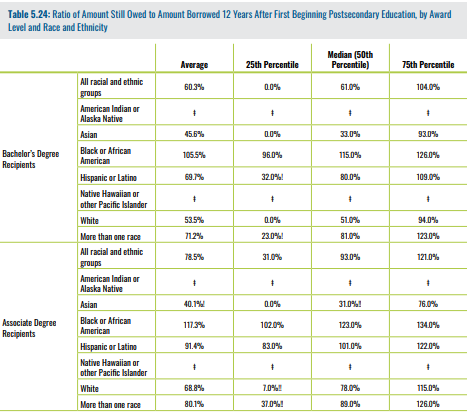 Table 5.24: Ratio of Amount Still Owed to Amount Borrowed 12 Years After First Beginning Postsecondary Education, by Award
Level and Race and Ethnicity
Average 25th Percentile Median (50th Percentile) 75th Percentile
Bachelor's Degree Recipients
All racial and ethnic groups 60.3% 0.0% 61.0% 104.0%
American Indian or Alaska Native ‡ ‡ ‡ ‡
Asian 45.6% 0.0% 33.0% 93.0%
Black or African American 105.5% 96.0% 115.0% 126.0%
Hispanic or Latino 69.7% 32.0%! 80.0% 109.0%
Native Hawaiian or other Pacific Islander ‡ ‡ ‡ ‡
White 53.5% 0.0% 51.0% 94.0%
More than one race 71.2% 23.0%! 81.0% 123.0%
Associate Degree Recipients
All racial and ethnic groups 78.5% 31.0% 93.0% 121.0%
American Indian or Alaska Native ‡ ‡ ‡ ‡
Asian 40.1%! 0.0% 31.0%!! 76.0%
Black or African American 117.3% 102.0% 123.0% 134.0%
Hispanic or Latino 91.4% 83.0% 101.0% 122.0%
Native Hawaiian or other Pacific Islander ‡ ‡ ‡ ‡
White 68.8% 7.0%!! 78.0% 115.0%
More than one race 80.1% 37.0%!! 89.0% 126.0%